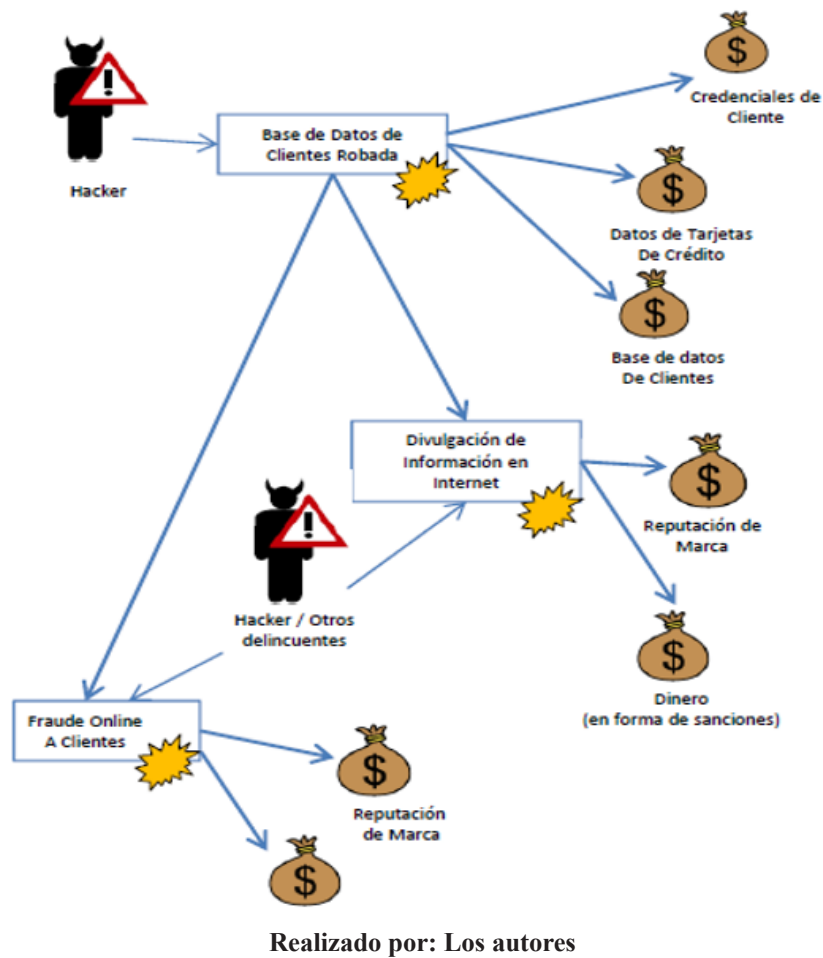 $
Credenciales de
Cliente
Base de Datos de
Clientes Robada
!
Hacker
$
Datos de Tarjetas
De Crédito
$
Base de datos
De Clientes
Divulgación de
Información en
Internet
$
Reputación de
Marca
!
Hacker / Otros
delincuentes
$
Dinero
(en forma de sanciones)
Fraude Online
A Clientes
$
Reputación
de Marca
$
Realizado por: Los autores